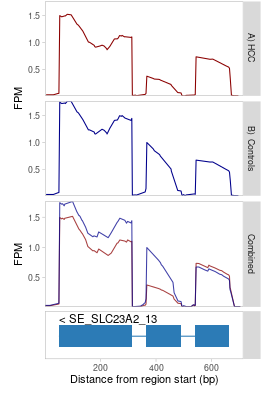 1.5
1.0
0.5
FPM
A) HCC
1.5
1.0
0.5
FPM
B) Controls
1.5
1.0
0.5
FPM
Combined
< SE_SLC23A2_13
200 400 600
Distance from region start (bp)